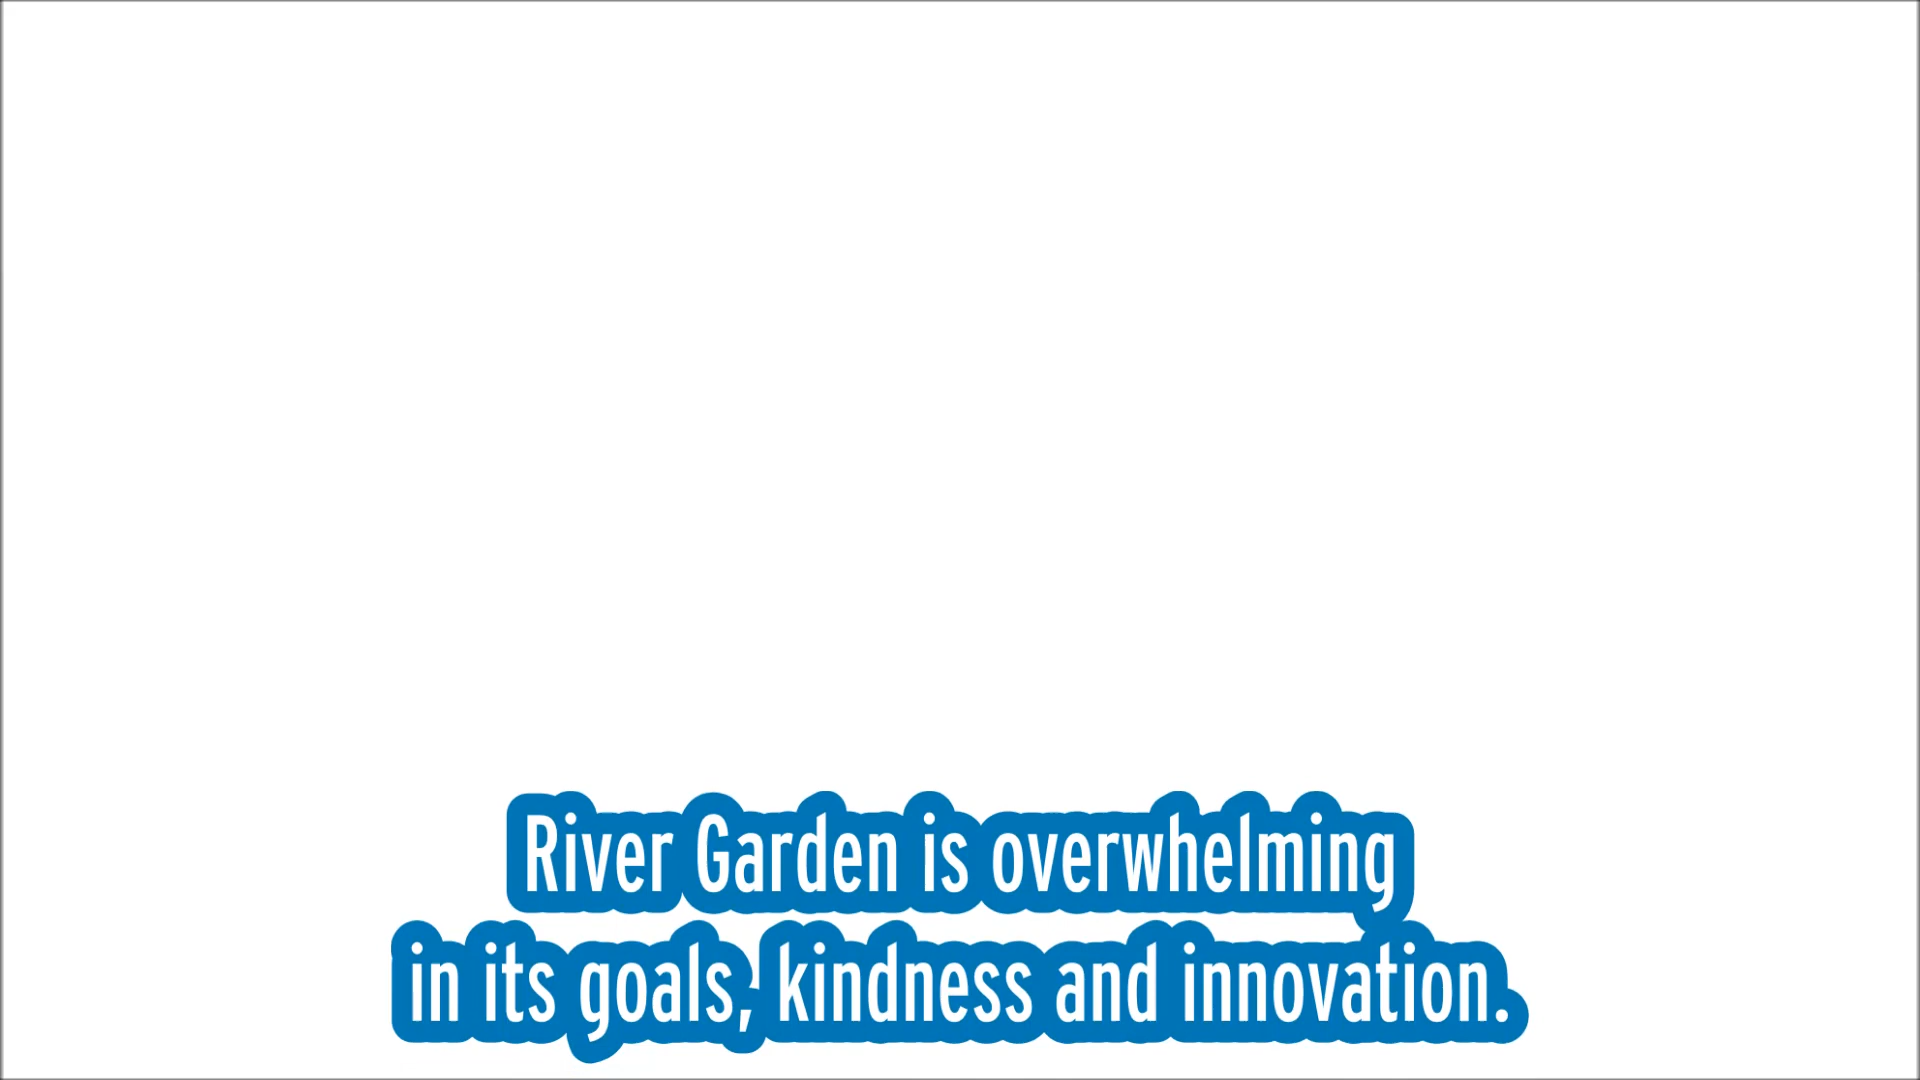 River Garden is overwhelming
in its goals, kindness and innovation.